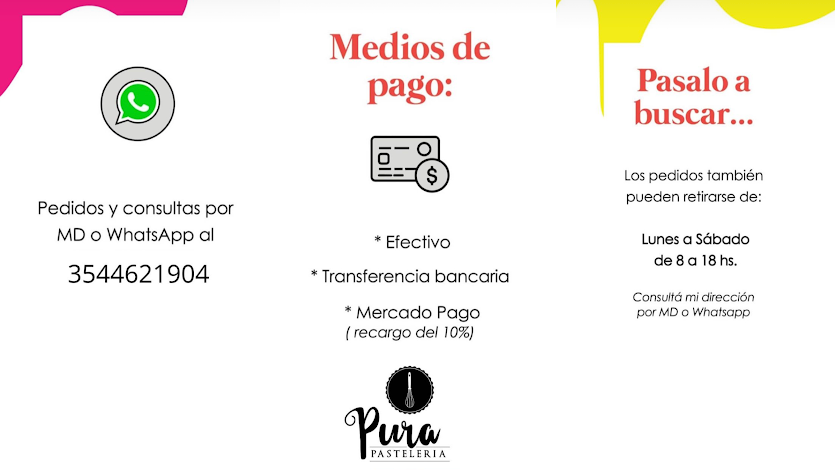 Pedidos y consultas por
MD o WhatsApp al
3544621904
Medios de
pago:
$
* Efectivo
* Transferencia bancaria
* Mercado Pago
( recargo del 10%)
Pura
PASTELERIA
Pasalo a
buscar...
Los pedidos también
pueden retirarse de:
Lunes a Sábado
de 8 a 18 hs.
Consultá mi dirección
por MD o Whatsapp